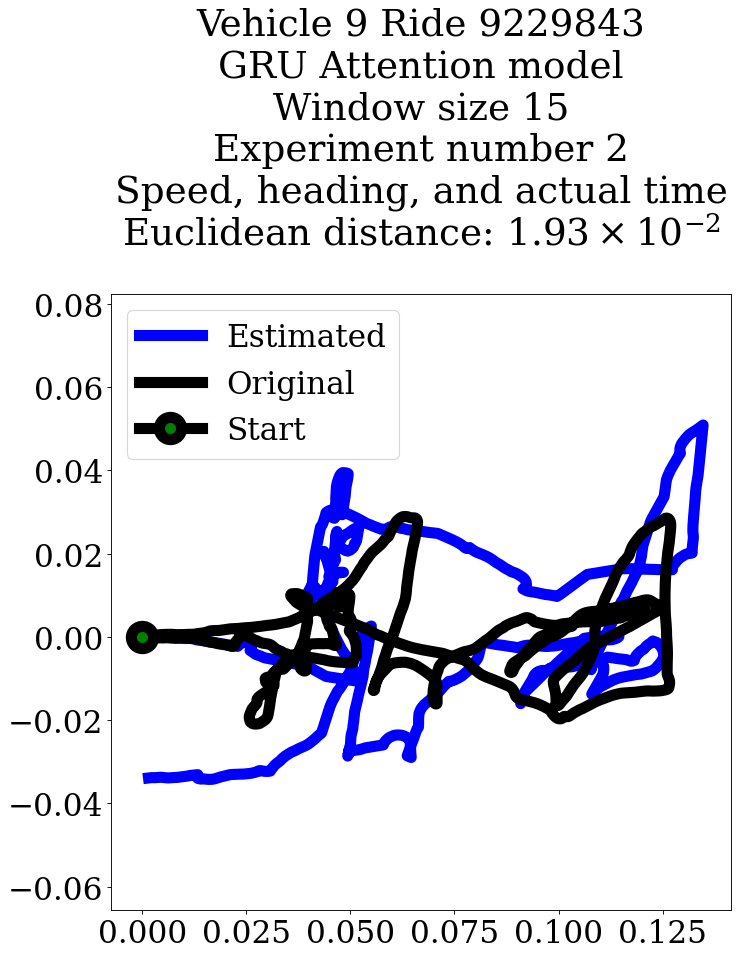 Vehicle 9 Ride 9229843
GRU Attention model
Window size 15
Experiment number 2
Speed, heading, and actual time
Euclidean distance: 1.93 × 10⁻²
0.08
0.06
0.04
0.02
0.00
−0.02
−0.04
−0.06
Estimated
Original
Start
0.000 0.025 0.050 0.075 0.100 0.125